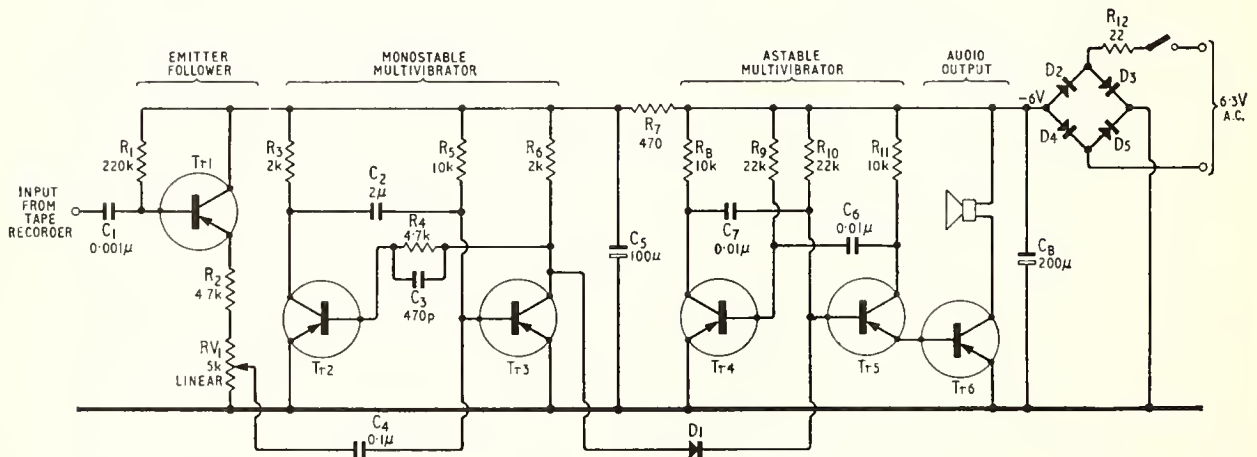 EMITTER
FOLLOWER
MONOSTABLE
MULTIVIBRATOR
ASTABLE
MULTIVIBRATOR
AUDIO
OUTPUT
R12
22
D2
D3
-6V
D4
D5
6·3V
A.C.
R1
220k
Tr1
R3
2k
R5
10k
R6
2k
R7
470
R8
10k
R9
22k
R10
22k
R11
10k
INPUT
FROM
TAPE
RECORDER
C1
0·001μ
C2
2μ
R4
4·7k
C3
470p
C5
100μ
C7
0·01μ
C6
0·01μ
C8
200μ
R2
4·7k
RV1
5k
LINEAR
Tr2
Tr3
Tr4
Tr5
Tr6
C4
0·1μ
D1